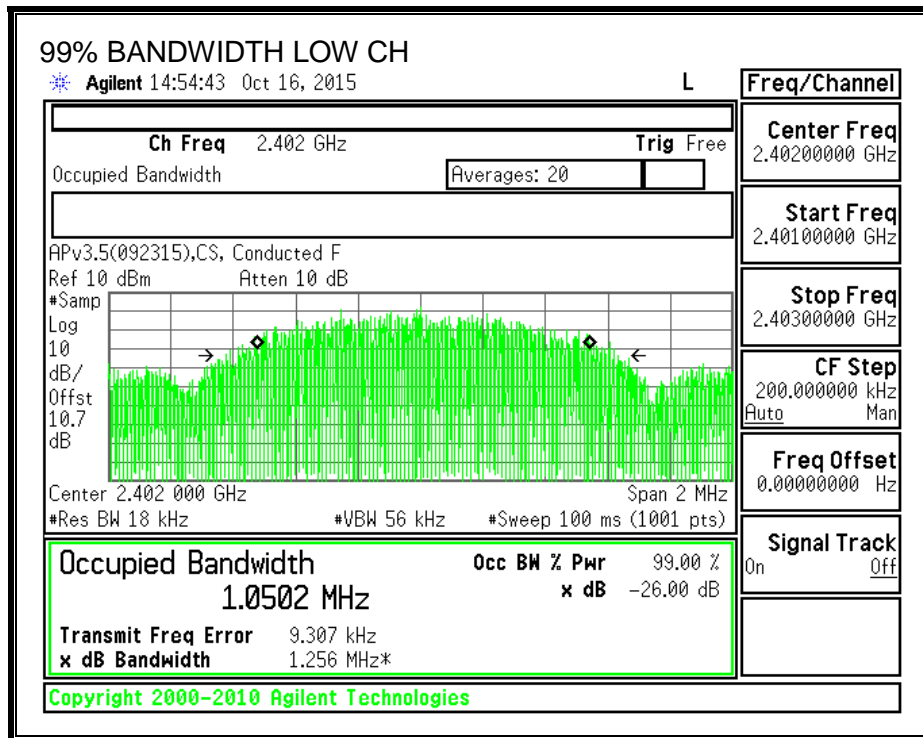 99% BANDWIDTH LOW CH
Agilent 14:54:43 Oct 16, 2015 L
Ch Freq 2.402 GHz Trig Free
Occupied Bandwidth Averages: 20
APv3.5(092315),CS, Conducted F
Ref 10 dBm Atten 10 dB
#Samp
Log
10
dB/
Offst
10.7
dB
Center 2.402 000 GHz Span 2 MHz
#Res BW 18 kHz #VBW 56 kHz #Sweep 100 ms (1001 pts)
Occupied Bandwidth Occ BW % Pwr 99.00 %
1.0502 MHz x dB -26.00 dB
Transmit Freq Error 9.307 kHz
x dB Bandwidth 1.256 MHz*
Copyright 2000-2010 Agilent Technologies
Freq/Channel
Center Freq
2.40200000 GHz
Start Freq
2.40100000 GHz
Stop Freq
2.40300000 GHz
CF Step
200.000000 kHz
Auto Man
Freq Offset
0.00000000 Hz
Signal Track
On Off